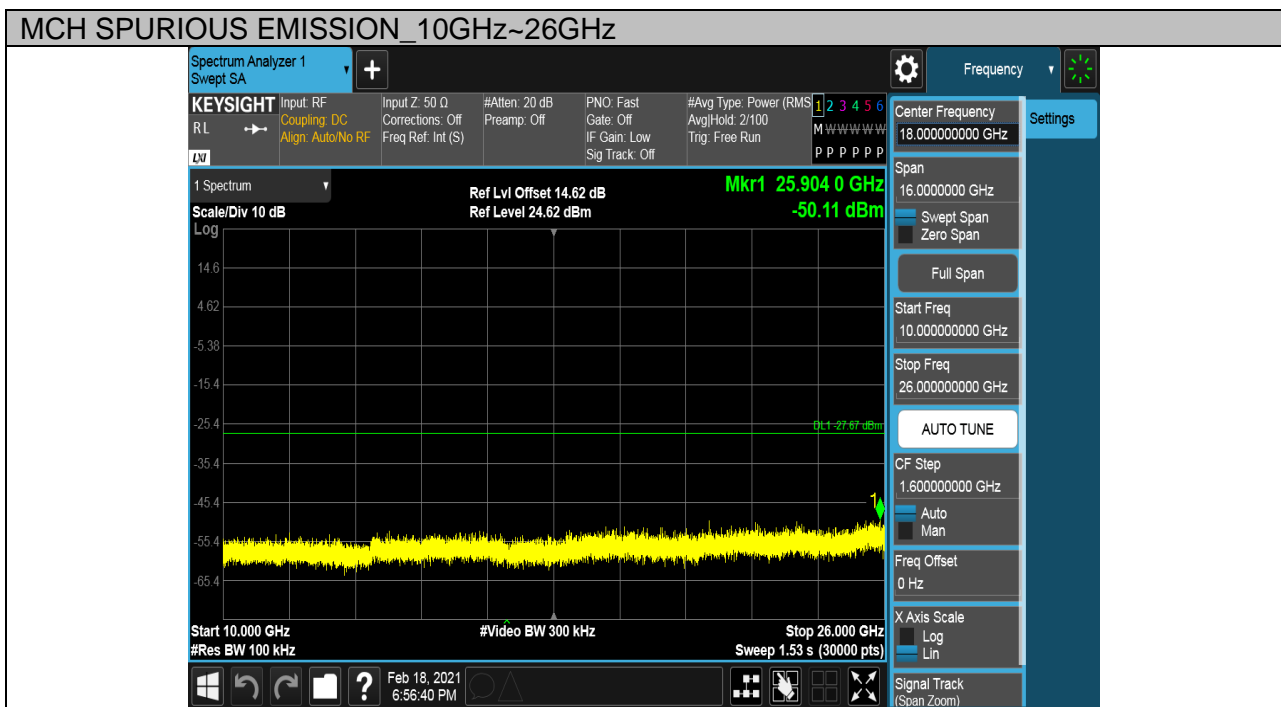 MCH SPURIOUS EMISSION_10GHz~26GHz
Spectrum Analyzer 1
Swept SA
Frequency
KEYSIGHT
RL
LXI
Input: RF
Coupling: DC
Align: Auto/No RF
Input Z: 50 Ω
Corrections: Off
Freq Ref: Int (S)
#Atten: 20 dB
Preamp: Off
PNO: Fast
Gate: Off
IF Gain: Low
Sig Track: Off
#Avg Type: Power (RMS
Avg|Hold: 2/100
Trig: Free Run
1 2 3 4 5 6
M W W W W W
P P P P P P
1 Spectrum
Scale/Div 10 dB
Ref Lvl Offset 14.62 dB
Ref Level 24.62 dBm
Mkr1 25.904 0 GHz
-50.11 dBm
Log
14.6
4.62
-5.38
-15.4
-25.4
DL1 -27.67 dBm
-35.4
-45.4
1
-55.4
-65.4
Start 10.000 GHz
#Video BW 300 kHz
Stop 26.000 GHz
#Res BW 100 kHz
Sweep 1.53 s (30000 pts)
?
Feb 18, 2021
6:56:40 PM
Center Frequency
18.000000000 GHz
Settings
Span
16.0000000 GHz
Swept Span
Zero Span
Full Span
Start Freq
10.000000000 GHz
Stop Freq
26.000000000 GHz
AUTO TUNE
CF Step
1.600000000 GHz
Auto
Man
Freq Offset
0 Hz
X Axis Scale
Log
Lin
Signal Track
(Span Zoom)